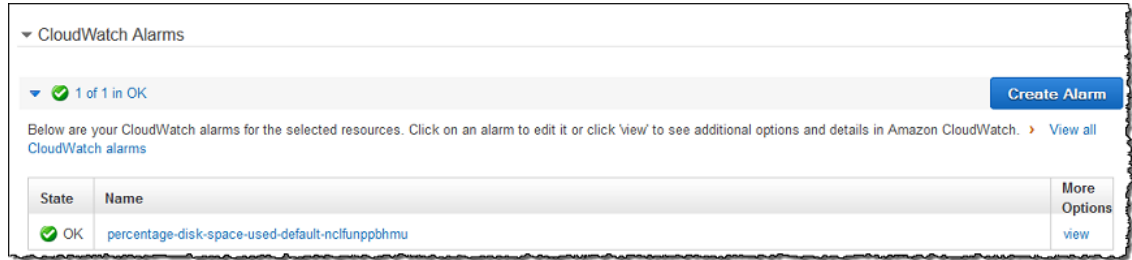 CloudWatch Alarms
1 of 1 in OK
Create Alarm
Below are your CloudWatch alarms for the selected resources. Click on an alarm to edit it or click 'view' to see additional options and details in Amazon CloudWatch. › View all
CloudWatch alarms
State Name More
Options
OK percentage-disk-space-used-default-nclfunppbhmu view